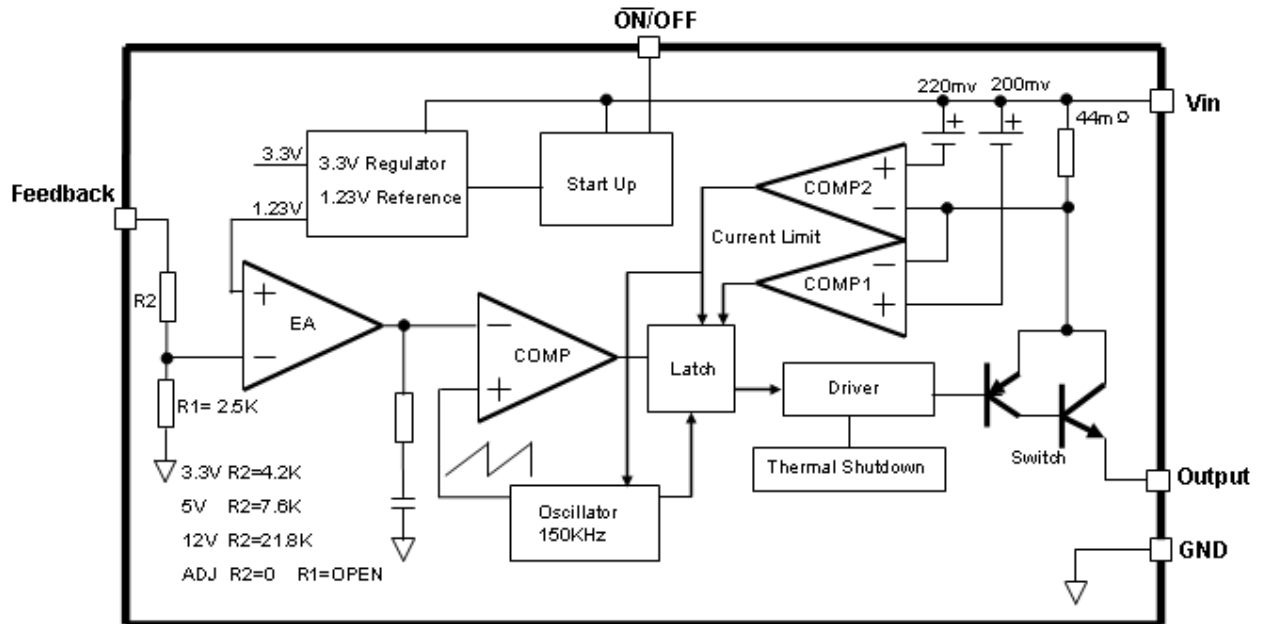 ON/OFF
220mv 200mv
Vin
44mΩ
3.3V
3.3V Regulator
1.23V Reference
Start Up
COMP2
+
−
+
+
Feedback
1.23V
Current Limit
−
COMP1
+
R2
+
EA
−
−
COMP
+
Latch
Driver
R1= 2.5K
Thermal Shutdown
Switch
3.3V R2=4.2K
5V R2=7.6K
12V R2=21.8K
ADJ R2=0 R1=OPEN
Oscillator
150KHz
Output
GND